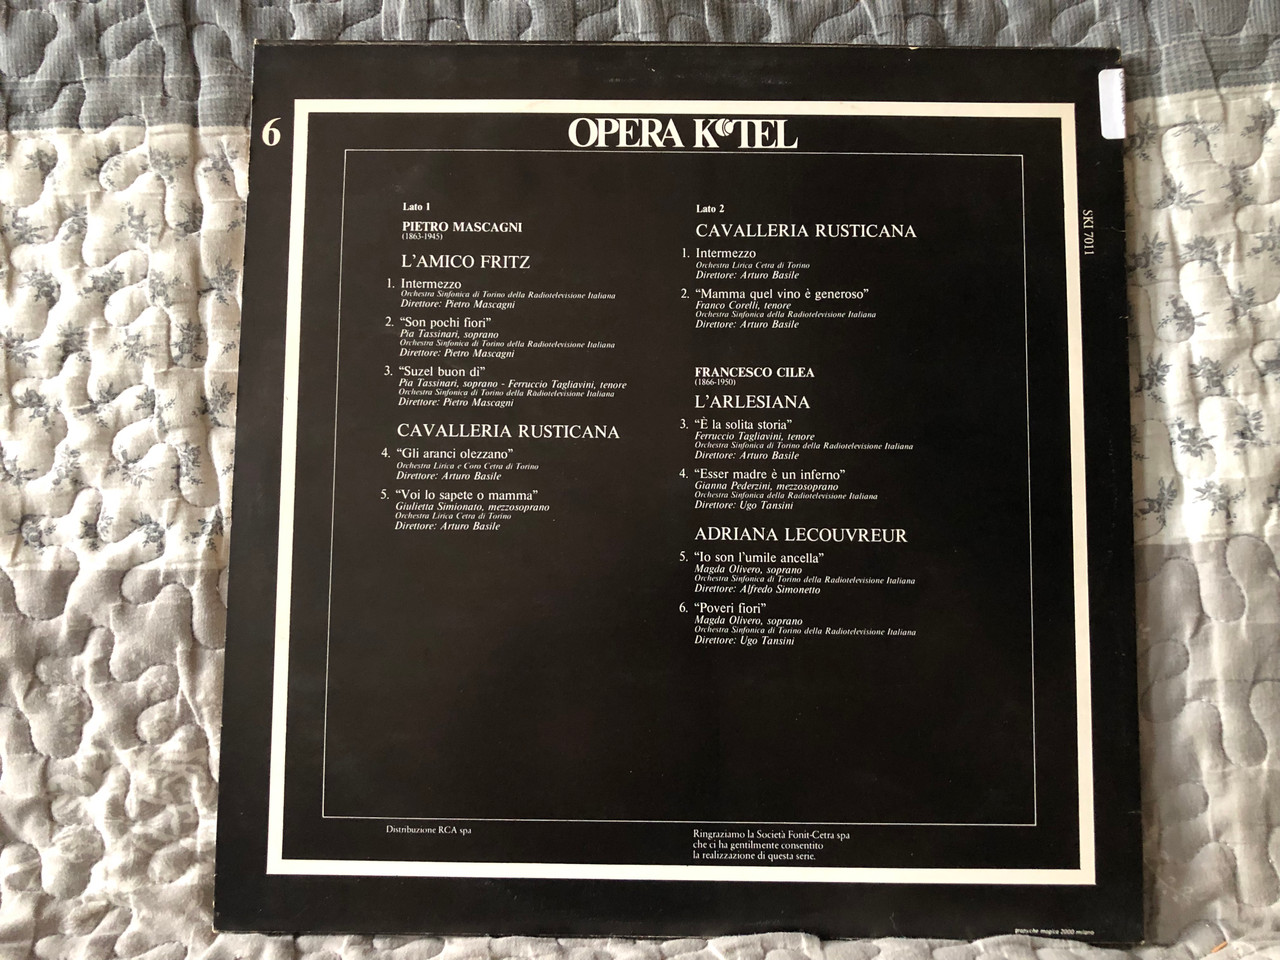 6
OPERA K-TEL
Lato 1
PIETRO MASCAGNI
(1863-1945)
L'AMICO FRITZ
1. Intermezzo
Orchestra Sinfonica di Torino della Radiotelevisione Italiana
Direttore: Pietro Mascagni
2. “Son pochi fiori”
Pia Tassinari, soprano
Orchestra Sinfonica di Torino della Radiotelevisione Italiana
Direttore: Pietro Mascagni
3. “Suzel buon di”
Pia Tassinari, soprano - Ferruccio Tagliavini, tenore
Orchestra Sinfonica di Torino della Radiotelevisione Italiana
Direttore: Pietro Mascagni
CAVALLERIA RUSTICANA
4. “Gli aranci olezzano”
Orchestra Lirica e Coro Cetra di Torino
Direttore: Arturo Basile
5. “Voi lo sapete o mamma”
Giulietta Simionato, mezzosoprano
Orchestra Lirica Cetra di Torino
Direttore: Arturo Basile
Lato 2
CAVALLERIA RUSTICANA
1. Intermezzo
Orchestra Lirica Cetra di Torino
Direttore: Arturo Basile
2. “Mamma quel vino è generoso”
Franco Corelli, tenore
Orchestra Sinfonica della Radiotelevisione Italiana
Direttore: Arturo Basile
FRANCESCO CILEA
(1866-1950)
L'ARLESIANA
3. “È la solita storia”
Ferruccio Tagliavini, tenore
Orchestra Sinfonica di Torino della Radiotelevisione Italiana
Direttore: Arturo Basile
4. “Esser madre è un inferno”
Gianna Pederzini, mezzosoprano
Orchestra Sinfonica della Radiotelevisione Italiana
Direttore: Ugo Tansini
ADRIANA LECOUVREUR
5. “Io son l'umile ancella”
Magda Olivero, soprano
Orchestra Sinfonica di Torino della Radiotelevisione Italiana
Direttore: Alfredo Simonetto
6. “Poveri fiori”
Magda Olivero, soprano
Orchestra Sinfonica di Torino della Radiotelevisione Italiana
Direttore: Ugo Tansini
SKI 7011
Distribuzione RCA spa
Ringraziamo la Società Fonit-Cetra spa
che ci ha gentilmente consentito
la realizzazione di questa serie.
magica 2000 milano